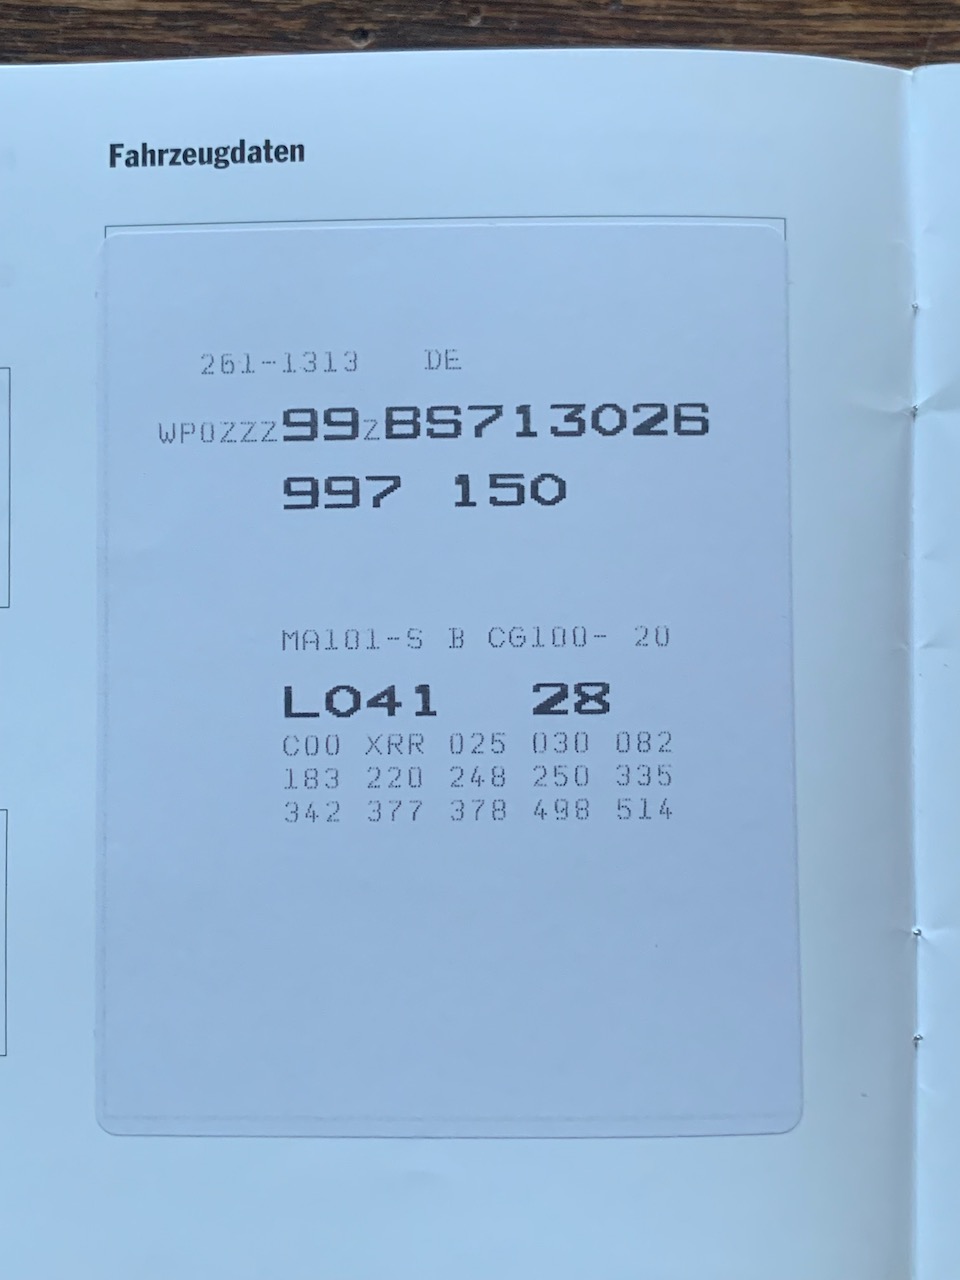 Fahrzeugdaten
261-1313 DE
WP0ZZZ99ZBS713026
997 150
MA101-S B CG100- 20
L041 28
C00 XRR 025 030 082
183 220 248 250 335
342 377 378 498 514